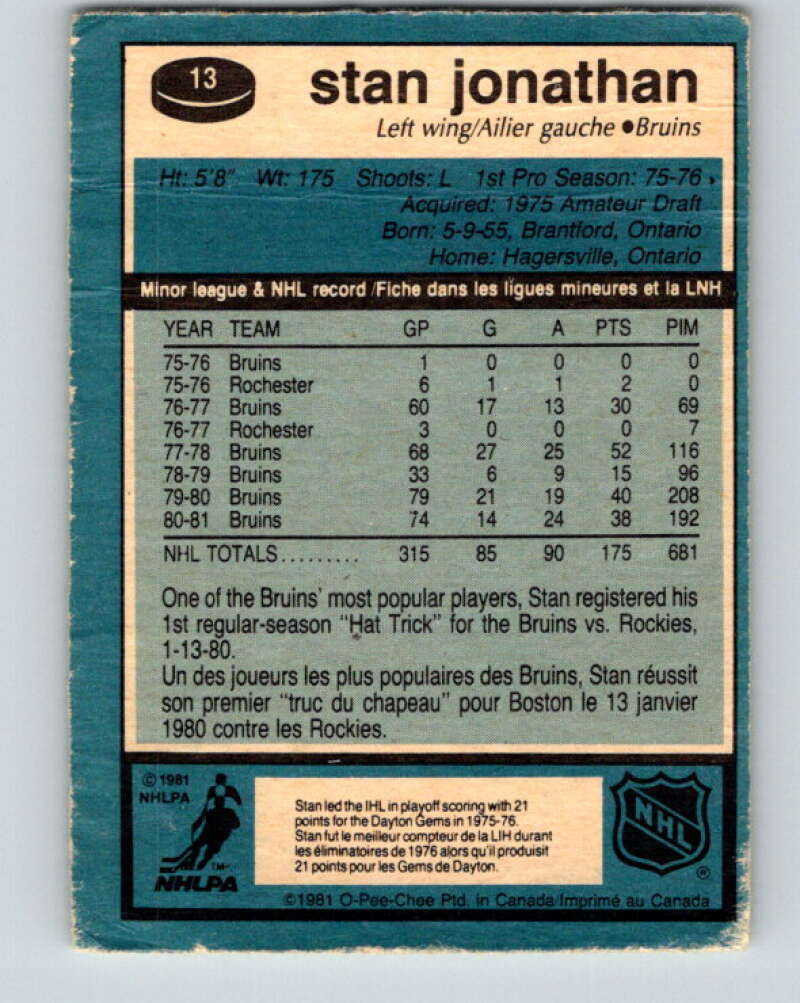 13
stan jonathan
Left wing/Ailier gauche ●Bruins
Ht: 5'8" Wt: 175 Shoots: L 1st Pro Season: 75-76
Acquired: 1975 Amateur Draft
Born: 5-9-55, Brantford, Ontario
Home: Hagersville, Ontario
Minor league & NHL record /Fiche dans les ligues mineures et la LNH
YEAR TEAM GP G A PTS PIM
75-76 Bruins 1 0 0 0 0
75-76 Rochester 6 1 1 2 0
76-77 Bruins 60 17 13 30 69
76-77 Rochester 3 0 0 0 7
77-78 Bruins 68 27 25 52 116
78-79 Bruins 33 6 9 15 96
79-80 Bruins 79 21 19 40 208
80-81 Bruins 74 14 24 38 192
NHL TOTALS......... 315 85 90 175 681
One of the Bruins' most popular players, Stan registered his
1st regular-season "Hat Trick" for the Bruins vs. Rockies,
1-13-80.
Un des joueurs les plus populaires des Bruins, Stan réussit
son premier "truc du chapeau" pour Boston le 13 janvier
1980 contre les Rockies.
©1981
NHLPA
TM
NHLPA
Stan led the IHL in playoff scoring with 21
points for the Dayton Gems in 1975-76.
Stan fut le meilleur compteur de la LIH durant
les éliminatoires de 1976 alors qu'il produisit
21 points pour les Gems de Dayton.
NHL
®
©1981 O-Pee-Chee Ptd. in Canada/Imprimé au Canada